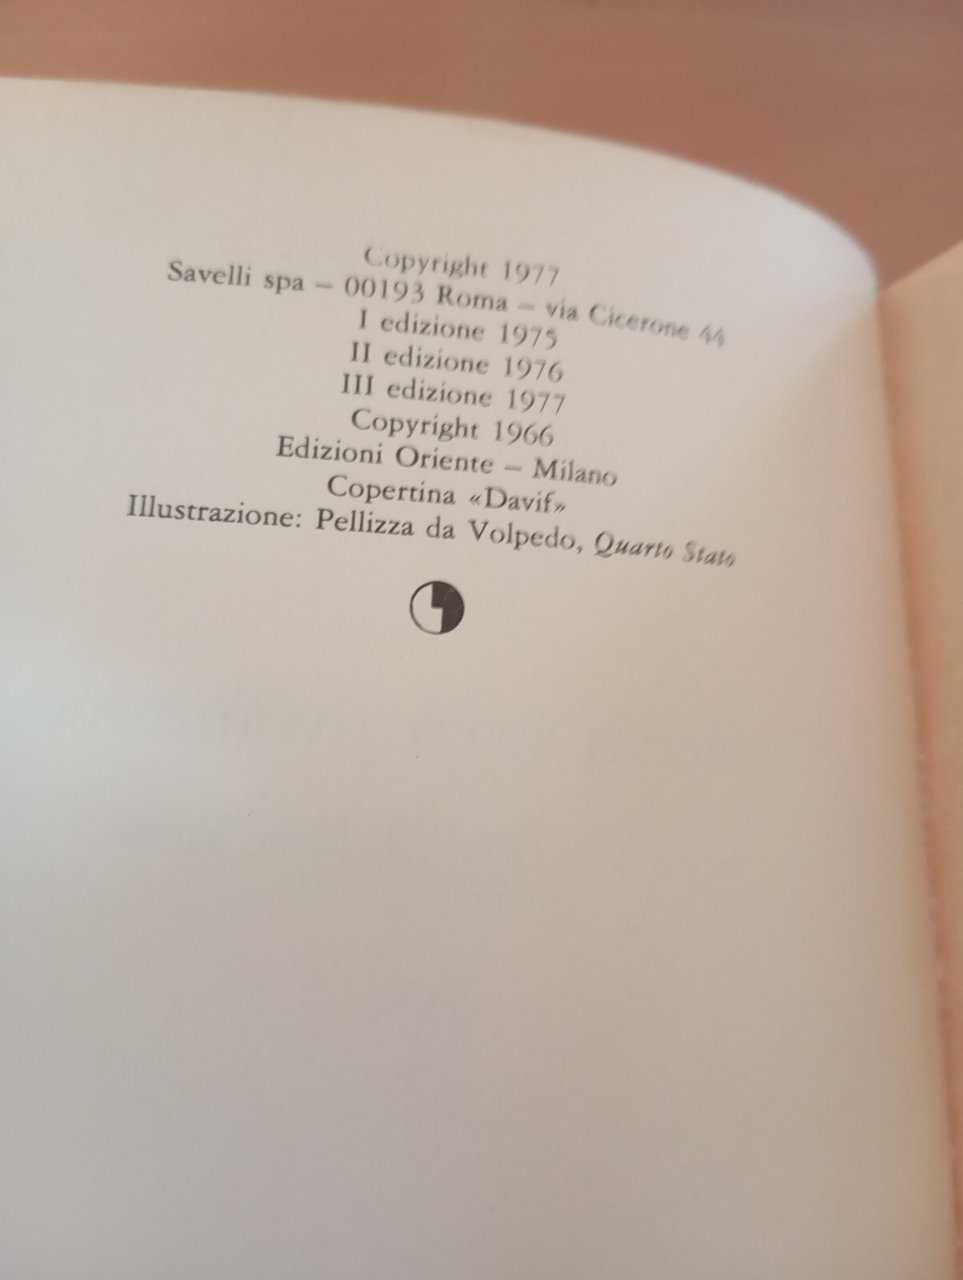 Copyright 1977
Savelli spa – 00193 Roma – via Cicerone 44
I edizione 1975
II edizione 1976
III edizione 1977
Copyright 1966
Edizioni Oriente – Milano
Copertina «Davif»
Illustrazione: Pellizza da Volpedo, Quarto Stato